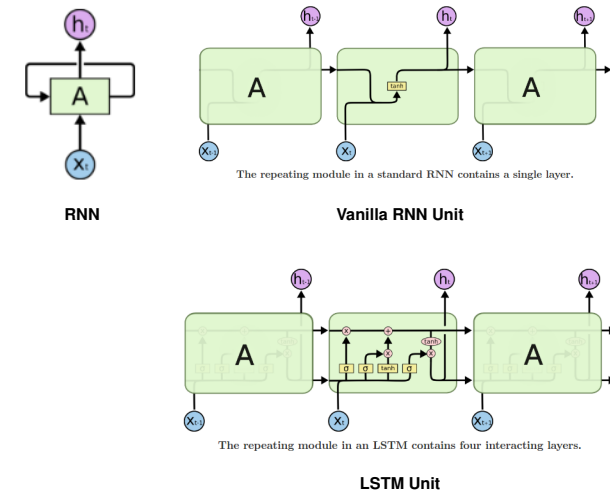 hₜ
A
xₜ
RNN
hₜ₋₁ hₜ hₜ₊₁
A tanh A
xₜ₋₁ xₜ xₜ₊₁
The repeating module in a standard RNN contains a single layer.
Vanilla RNN Unit
hₜ₋₁ hₜ hₜ₊₁
x +
tanh
A x x A
σ σ tanh σ
xₜ₋₁ xₜ xₜ₊₁
The repeating module in an LSTM contains four interacting layers.
LSTM Unit